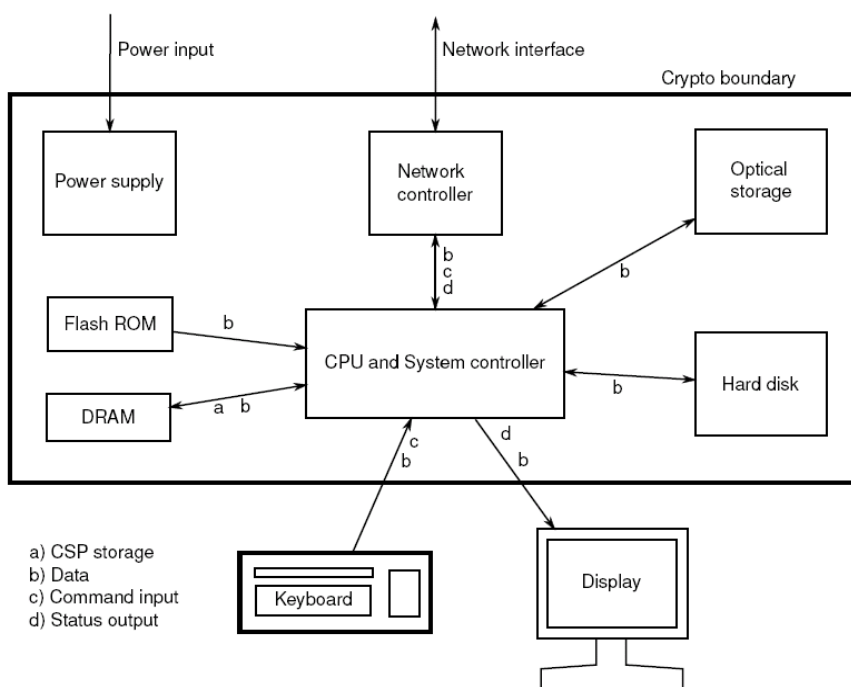 Power input
Network interface
Crypto boundary
Power supply
Network
controller
Optical
storage
b
c
d
b
Flash ROM
b
CPU and System controller
b
Hard disk
DRAM
a b
c
b
d
b
a) CSP storage
b) Data
c) Command input
d) Status output
Keyboard
Display